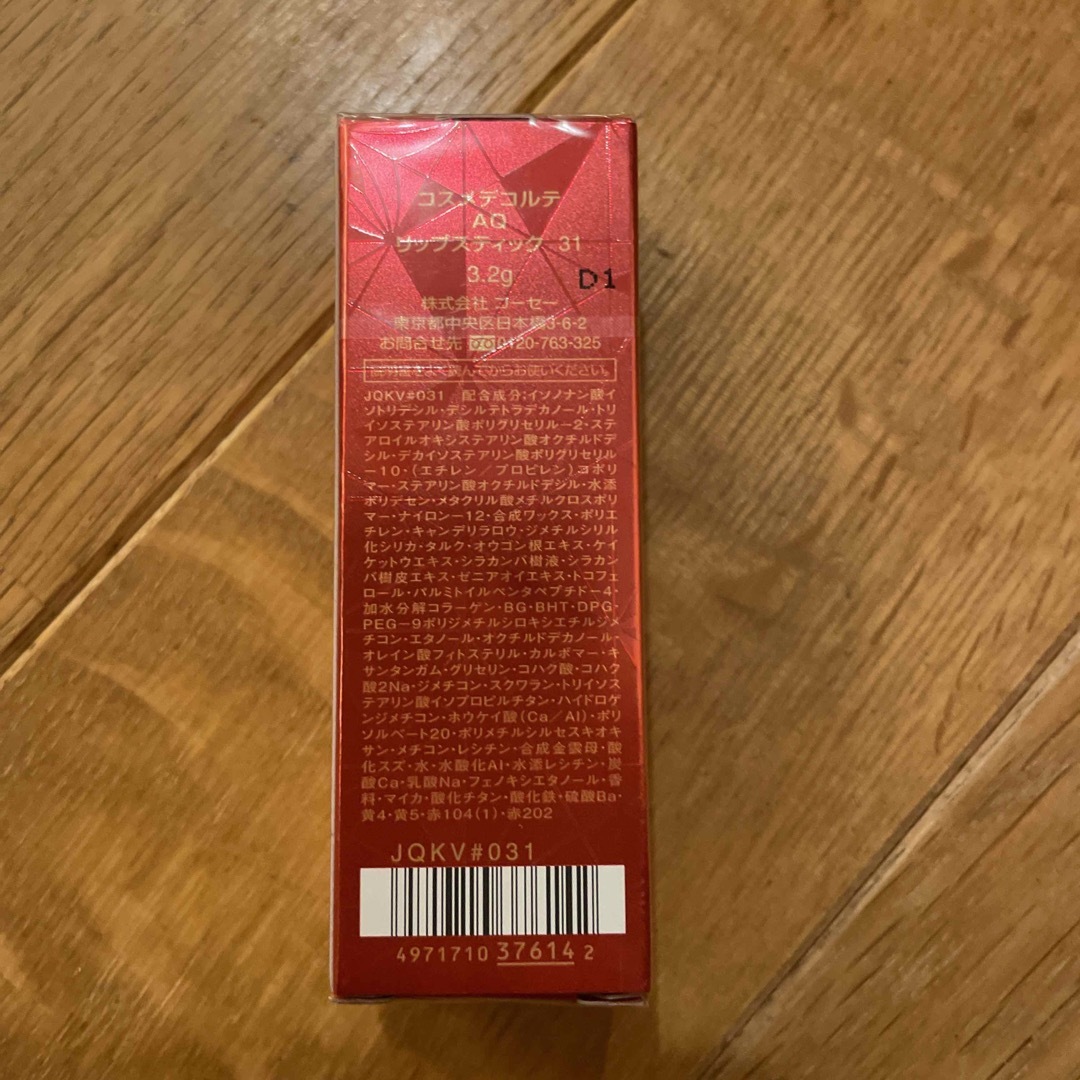 コスメデコルテ
AQ
リップスティック 31
3.2g
D1
株式会社 コーセー
東京都中央区日本橋3-6-2
お問合せ先 0120-763-325
説明書をよく読んでからお使いください。
JQKV#031 配合成分:イソノナン酸イ
ソトリデシル・デシルテトラデカノール・トリ
イソステアリン酸ポリグリセリル−2・ステ
アロイルオキシステアリン酸オクチルドデ
シル・デカイソステアリン酸ポリグリセリル
−10・(エチレン/プロピレン)コポリ
マー・ステアリン酸オクチルドデシル・水添
ポリデセン・メタクリル酸メチルクロスポリ
マー・ナイロン−12・合成ワックス・ポリエ
チレン・キャンデリラロウ・ジメチルシリル
化シリカ・タルク・オウゴン根エキス・ケイ
ケットウエキス・シラカンバ樹液・シラカン
バ樹皮エキス・ゼニアオイエキス・トコフェ
ロール・パルミトイルペンタペプチド−4・
加水分解コラーゲン・BG・BHT・DPG・
PEG−9ポリジメチルシロキシエチルジメ
チコン・エタノール・オクチルドデカノール・
オレイン酸フィトステリル・カルボマー・キ
サンタンガム・グリセリン・コハク酸・コハク
酸2Na・ジメチコン・スクワラン・トリイソス
テアリン酸イソプロピルチタン・ハイドロゲ
ンジメチコン・ホウケイ酸(Ca/Al)・ポリ
ソルベート20・ポリメチルシルセスキオキ
サン・メチコン・レシチン・合成金雲母・酸
化スズ・水・水酸化Al・水添レシチン・炭
酸Ca・乳酸Na・フェノキシエタノール・香
料・マイカ・酸化チタン・酸化鉄・硫酸Ba・
黄4・黄5・赤104(1)・赤202
JQKV#031
4971710 37614 2